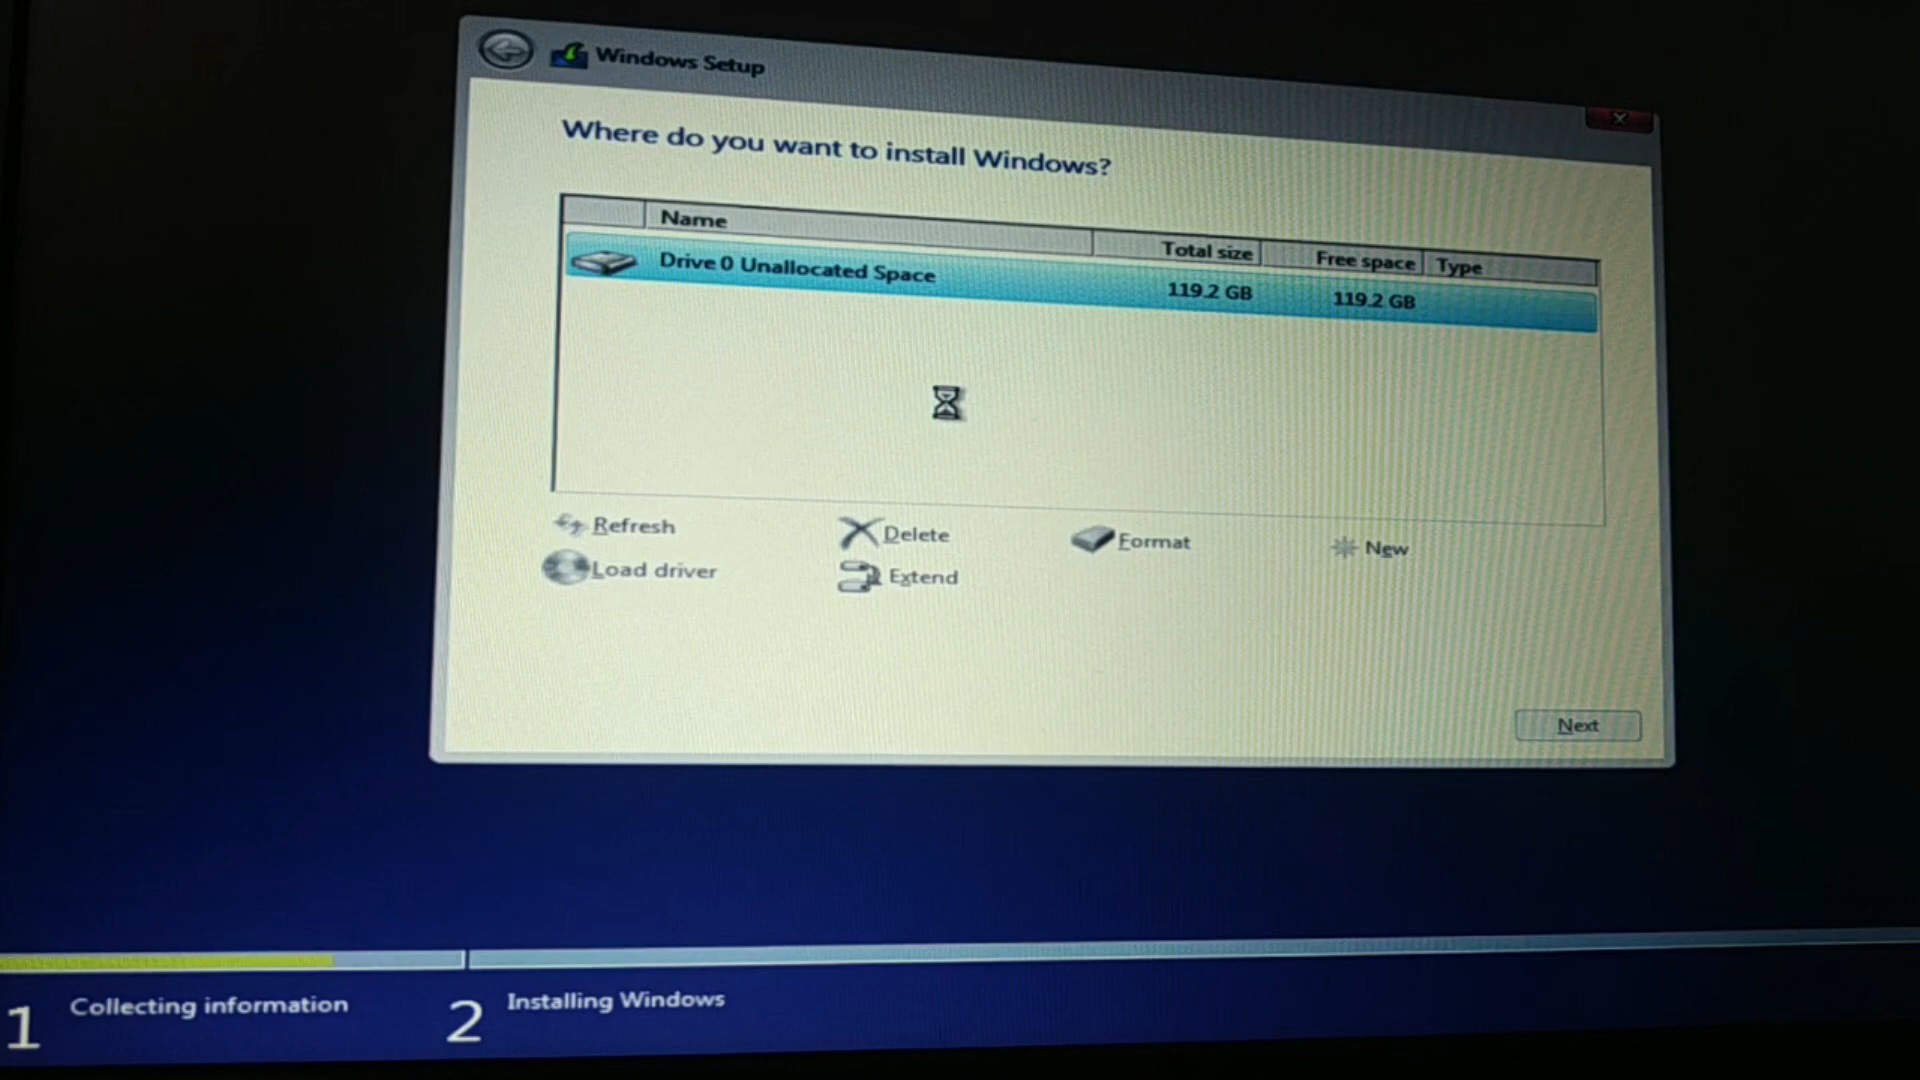 Windows Setup
Where do you want to install Windows?
Name Total size Free space Type
Drive 0 Unallocated Space 119.2 GB 119.2 GB
Refresh Delete Format New
Load driver Extend
Next
1 Collecting information 2 Installing Windows